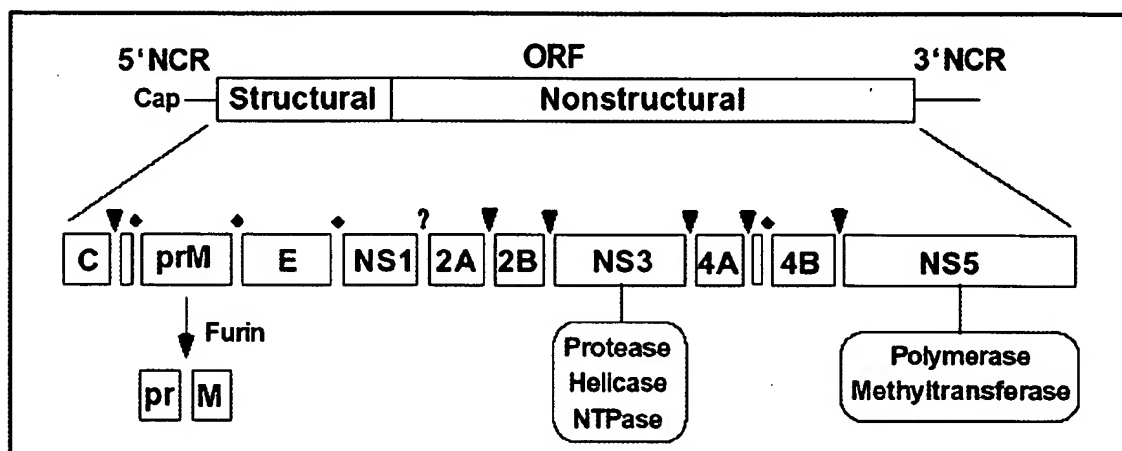 5'NCR ORF 3'NCR
Cap Structural Nonstructural
?
C prM E NS1 2A 2B NS3 4A 4B NS5
Furin
pr M
Protease
Helicase
NTPase
Polymerase
Methyltransferase